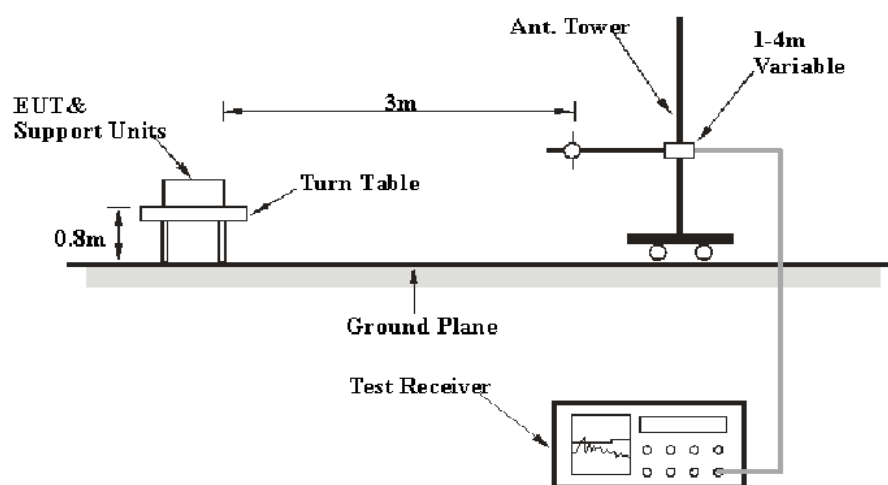 Ant. Tower
1-4m
Variable
3m
EUT&
Support Units
Turn Table
0.8m
Ground Plane
Test Receiver